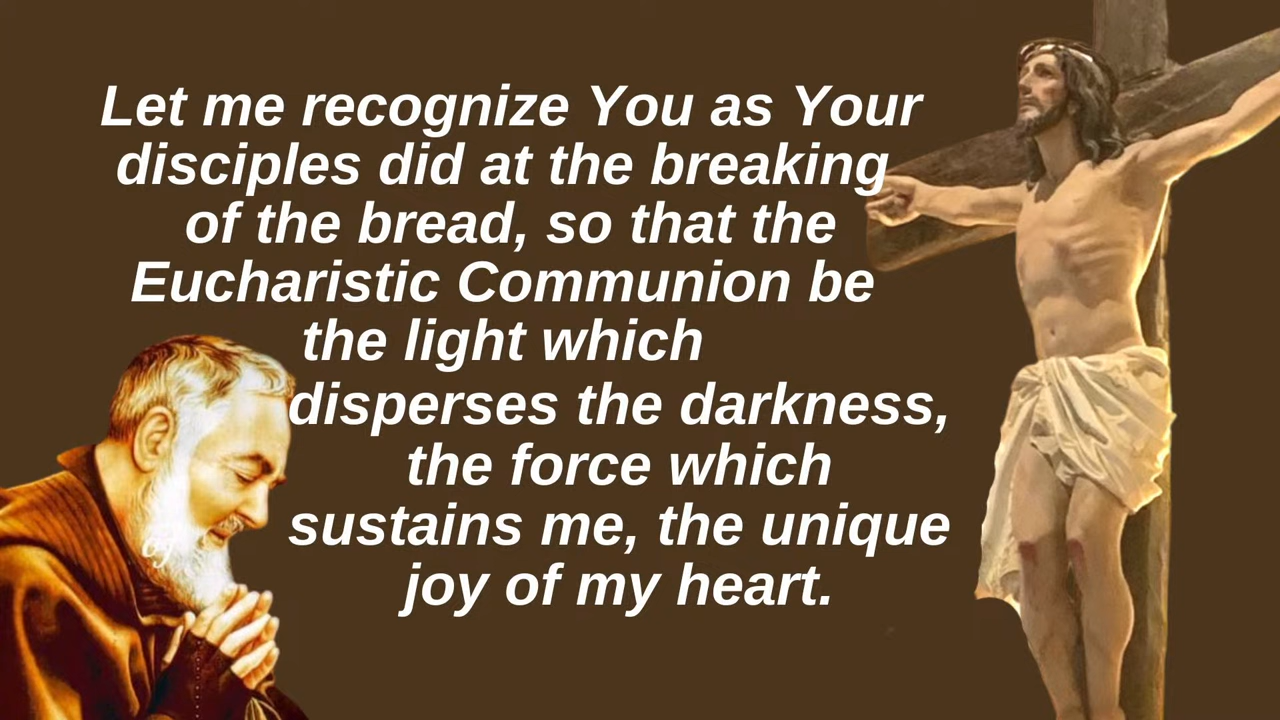 Let me recognize You as Your
disciples did at the breaking
of the bread, so that the
Eucharistic Communion be
the light which
disperses the darkness,
the force which
sustains me, the unique
joy of my heart.